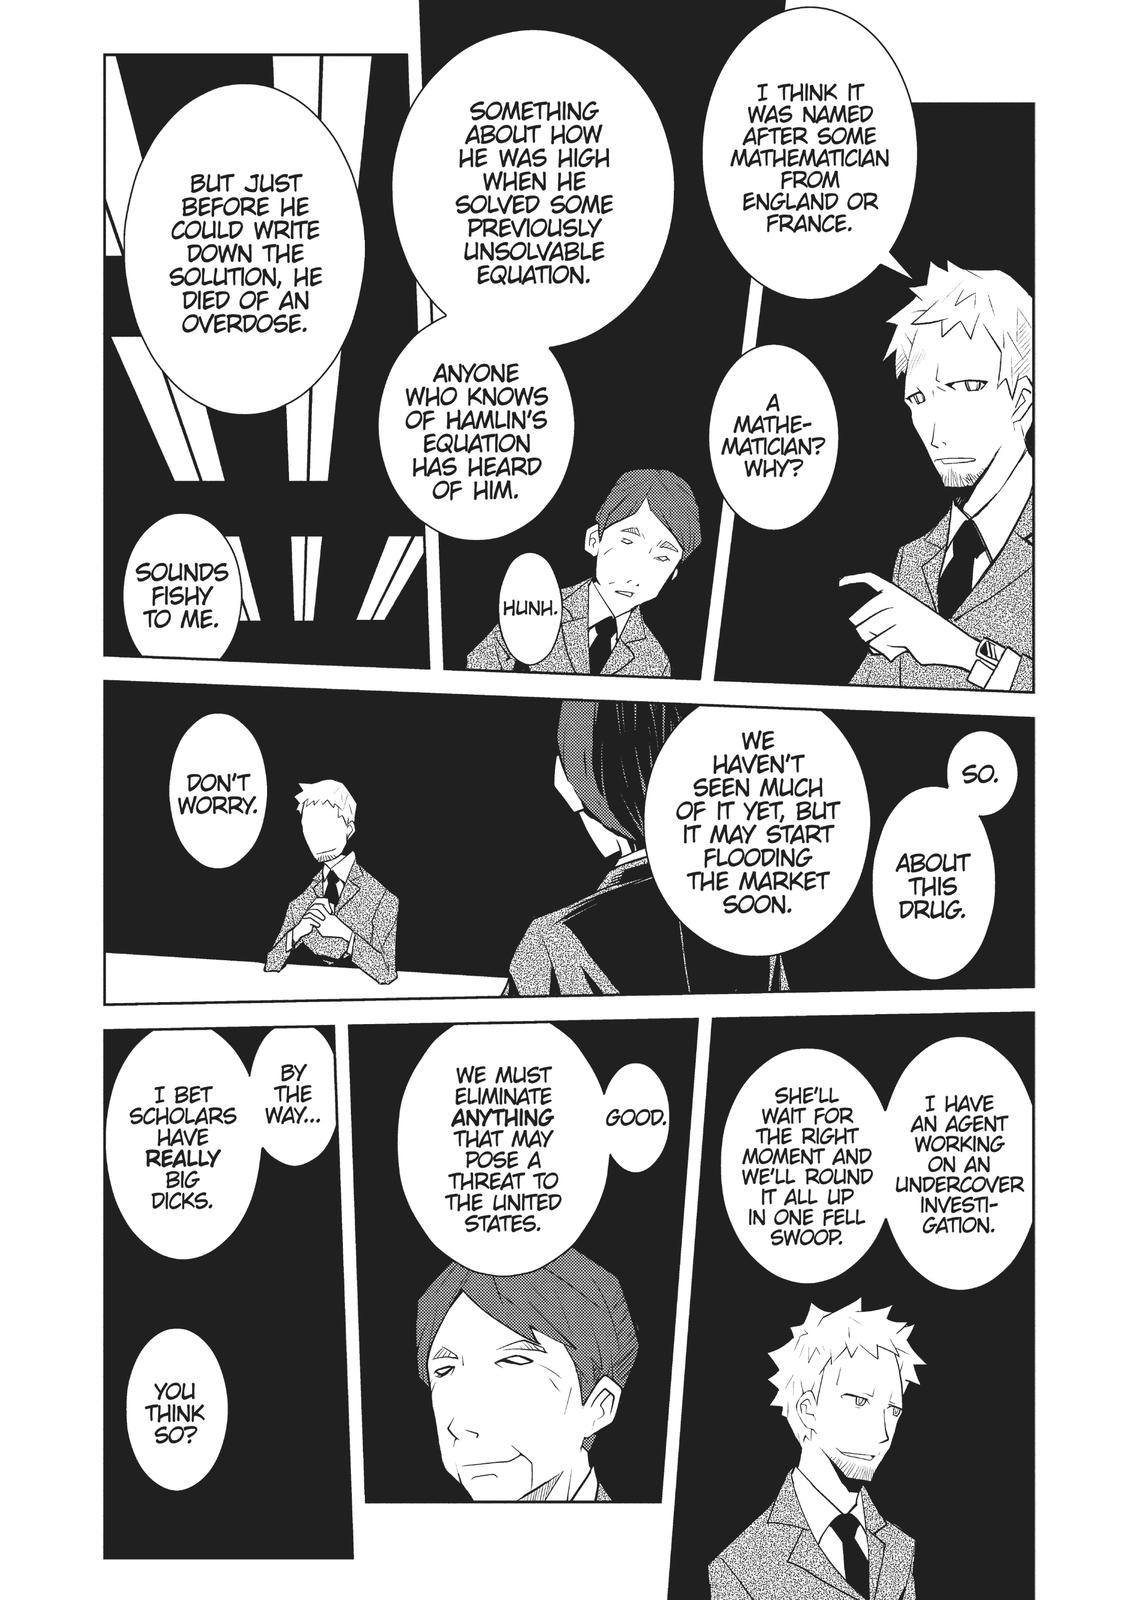 I THINK IT
WAS NAMED
AFTER SOME
MATHEMATICIAN
FROM
ENGLAND OR
FRANCE.
A
MATHE-
MATICIAN?
WHY?
SOMETHING
ABOUT HOW
HE WAS HIGH
WHEN HE
SOLVED SOME
PREVIOUSLY
UNSOLVABLE
EQUATION.
ANYONE
WHO KNOWS
OF HAMLIN'S
EQUATION
HAS HEARD
OF HIM.
HUNH.
BUT JUST
BEFORE HE
COULD WRITE
DOWN THE
SOLUTION, HE
DIED OF AN
OVERDOSE.
SOUNDS
FISHY
TO ME.
SO.
ABOUT
THIS
DRUG.
WE
HAVEN'T
SEEN MUCH
OF IT YET, BUT
IT MAY START
FLOODING
THE MARKET
SOON.
DON'T
WORRY.
I HAVE
AN AGENT
WORKING
ON AN
UNDERCOVER
INVESTI-
GATION.
SHE'LL
WAIT FOR
THE RIGHT
MOMENT AND
WE'LL ROUND
IT ALL UP
IN ONE FELL
SWOOP.
GOOD.
WE MUST
ELIMINATE
ANYTHING
THAT MAY
POSE A
THREAT TO
THE UNITED
STATES.
BY
THE
WAY...
I BET
SCHOLARS
HAVE
REALLY
BIG
DICKS.
YOU
THINK
SO?